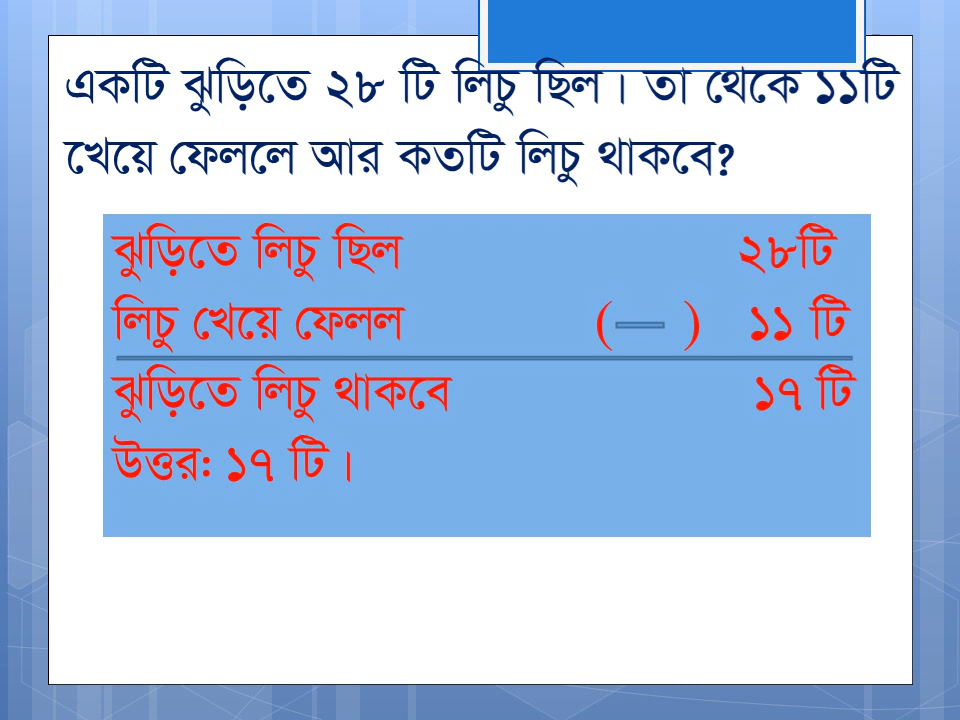 একটি ঝুড়িতে ২৮ টি লিচু ছিল। তা থেকে ১১টি
খেয়ে ফেললে আর কতটি লিচু থাকবে?
ঝুড়িতে লিচু ছিল ২৮টি
লিচু খেয়ে ফেলল (—) ১১ টি
ঝুড়িতে লিচু থাকবে ১৭ টি
উত্তর: ১৭ টি।